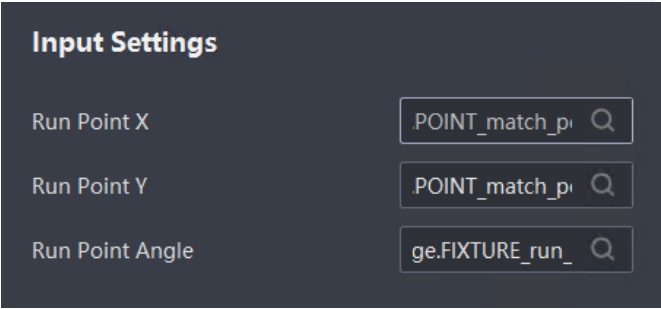 Input Settings
Run Point X .POINT_match_p
Run Point Y .POINT_match_p
Run Point Angle ge.FIXTURE_run_